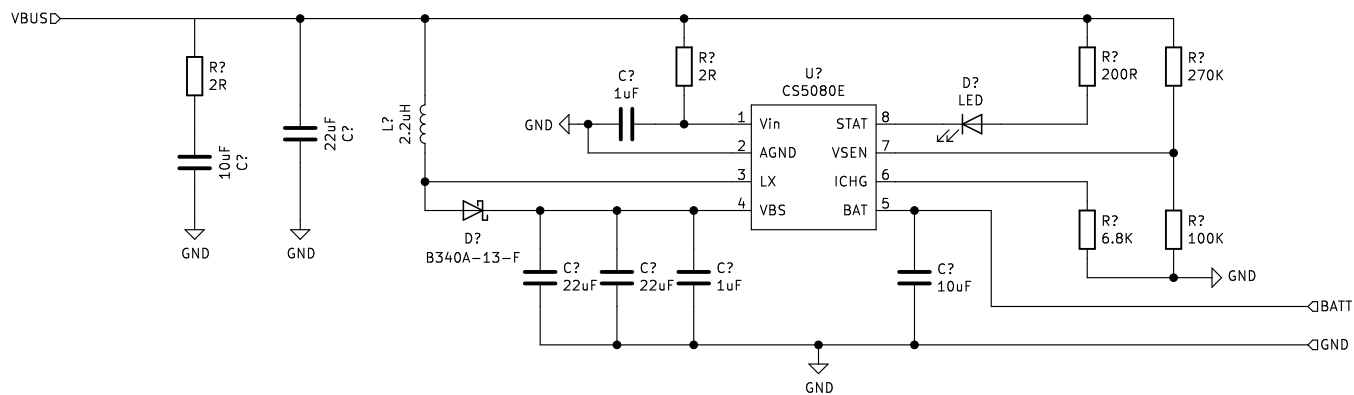 VBUS
R?
2R
10uF
C?
GND
22uF
C?
GND
L?
2.2uH
GND
C?
1uF
R?
2R
U?
CS5080E
1
Vin
2
AGND
3
LX
4
VBS
STAT
8
VSEN
7
ICHG
6
BAT
5
D?
LED
R?
200R
R?
270K
R?
6.8K
R?
100K
GND
D?
B340A-13-F
C?
22uF
C?
22uF
C?
1uF
C?
10uF
BATT
GND
GND